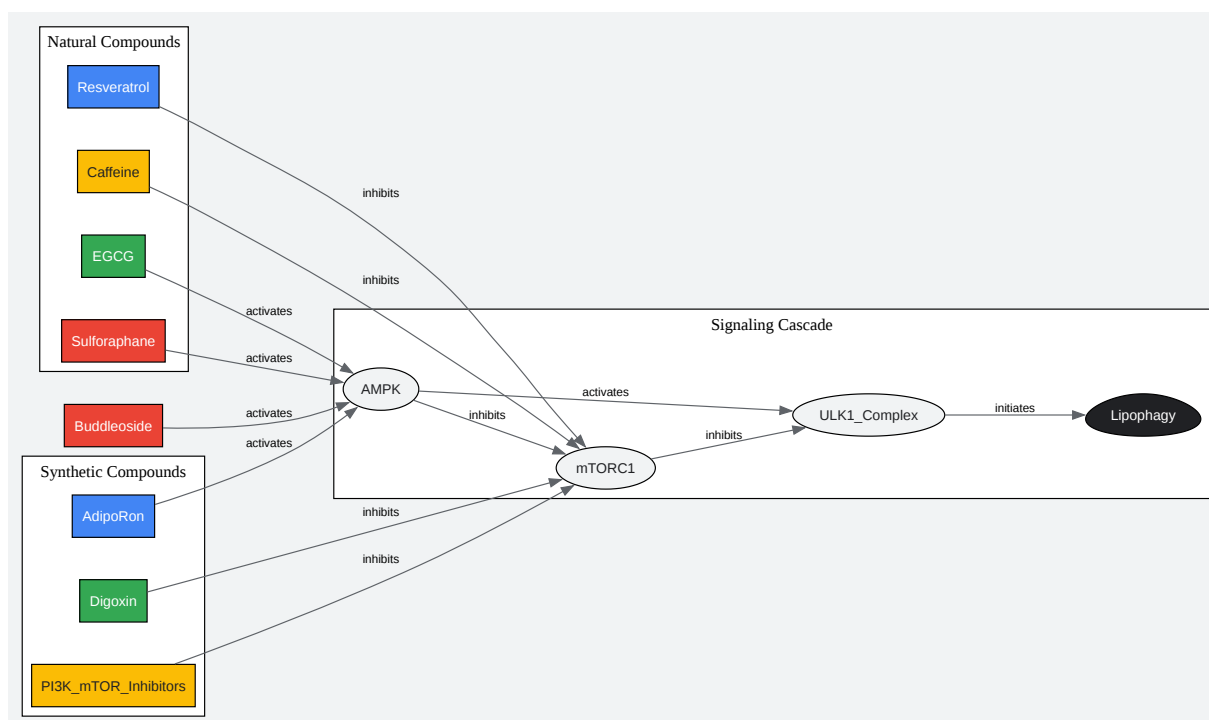 Natural Compounds
Resveratrol
Caffeine
EGCG
Sulforaphane
Buddleoside
Synthetic Compounds
AdipoRon
Digoxin
PI3K_mTOR_Inhibitors
inhibits
inhibits
activates
activates
activates
activates
inhibits
inhibits
Signaling Cascade
AMPK
activates
inhibits
mTORC1
inhibits
ULK1_Complex
initiates
Lipophagy